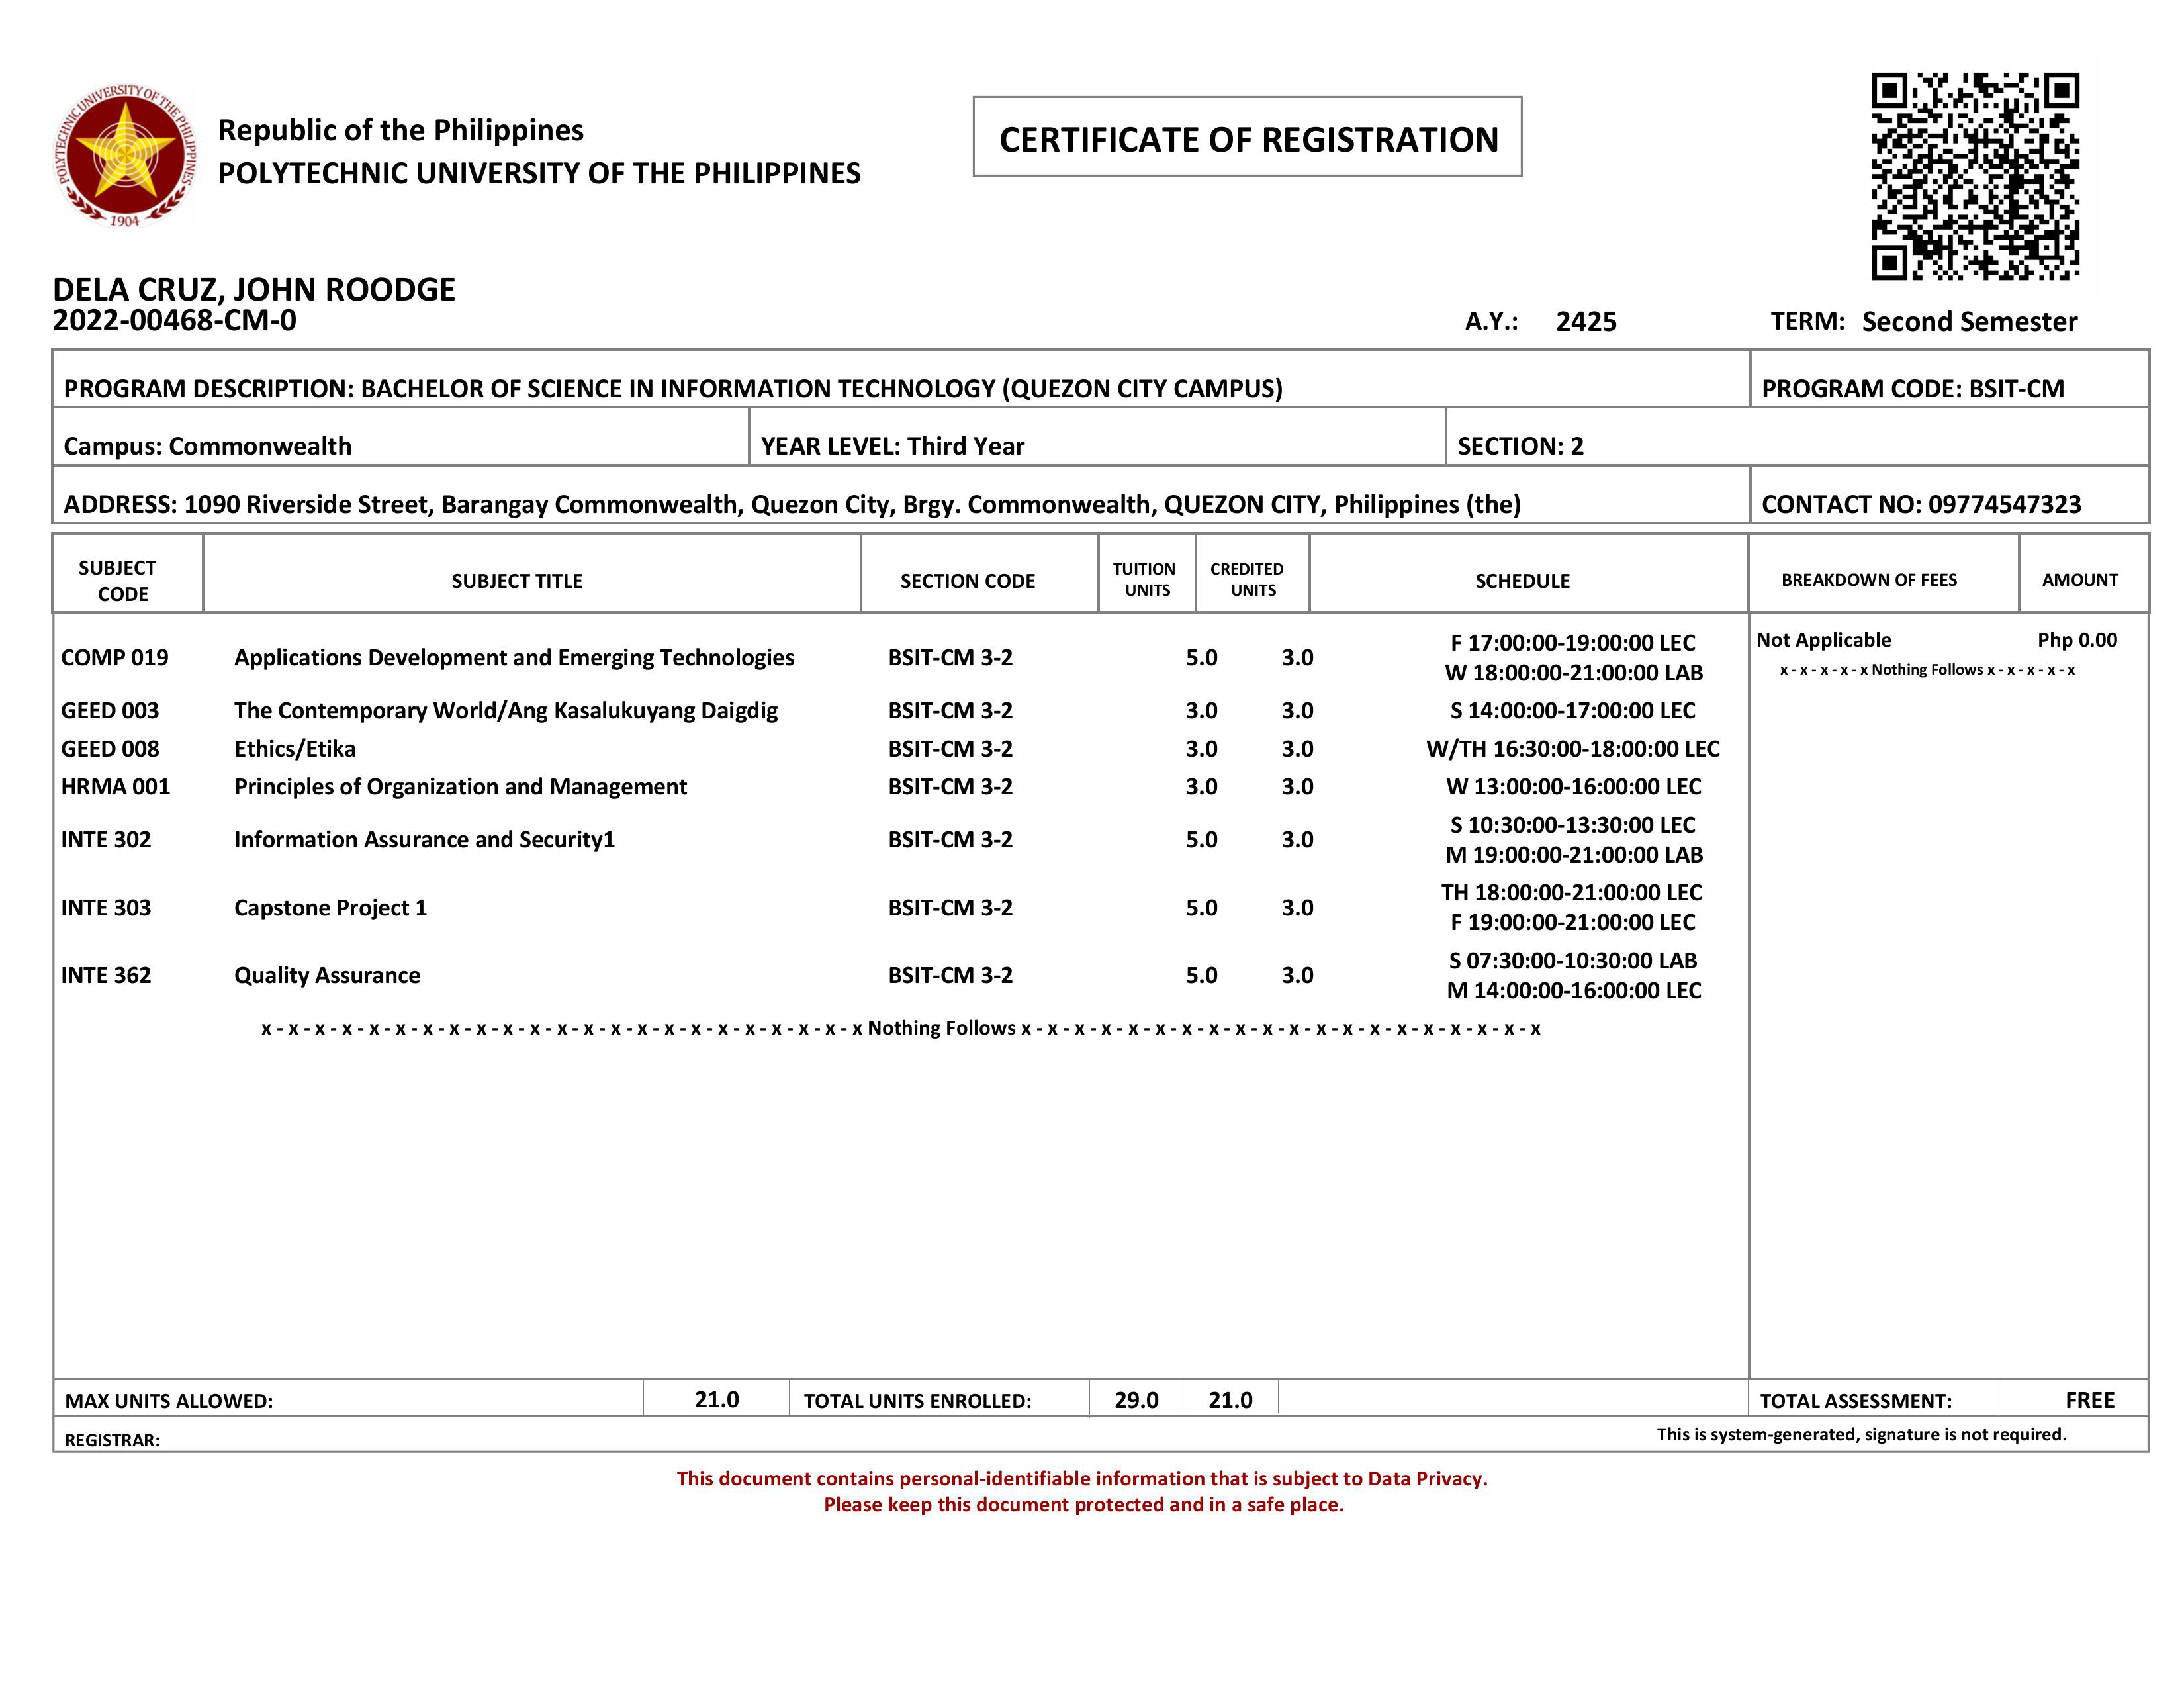 POLYTECHNIC UNIVERSITY OF THE PHILIPPINES
1904
Republic of the Philippines
POLYTECHNIC UNIVERSITY OF THE PHILIPPINES
CERTIFICATE OF REGISTRATION
DELA CRUZ, JOHN ROODGE
2022-00468-CM-0
A.Y.: 2425 TERM: Second Semester
PROGRAM DESCRIPTION: BACHELOR OF SCIENCE IN INFORMATION TECHNOLOGY (QUEZON CITY CAMPUS) PROGRAM CODE: BSIT-CM
Campus: Commonwealth YEAR LEVEL: Third Year SECTION: 2
ADDRESS: 1090 Riverside Street, Barangay Commonwealth, Quezon City, Brgy. Commonwealth, QUEZON CITY, Philippines (the) CONTACT NO: 09774547323
SUBJECT CODE SUBJECT TITLE SECTION CODE TUITION UNITS CREDITED UNITS SCHEDULE BREAKDOWN OF FEES AMOUNT
COMP 019 Applications Development and Emerging Technologies BSIT-CM 3-2 5.0 3.0 F 17:00:00-19:00:00 LEC
W 18:00:00-21:00:00 LAB
GEED 003 The Contemporary World/Ang Kasalukuyang Daigdig BSIT-CM 3-2 3.0 3.0 S 14:00:00-17:00:00 LEC
GEED 008 Ethics/Etika BSIT-CM 3-2 3.0 3.0 W/TH 16:30:00-18:00:00 LEC
HRMA 001 Principles of Organization and Management BSIT-CM 3-2 3.0 3.0 W 13:00:00-16:00:00 LEC
INTE 302 Information Assurance and Security1 BSIT-CM 3-2 5.0 3.0 S 10:30:00-13:30:00 LEC
M 19:00:00-21:00:00 LAB
INTE 303 Capstone Project 1 BSIT-CM 3-2 5.0 3.0 TH 18:00:00-21:00:00 LEC
F 19:00:00-21:00:00 LEC
INTE 362 Quality Assurance BSIT-CM 3-2 5.0 3.0 S 07:30:00-10:30:00 LAB
M 14:00:00-16:00:00 LEC
x - x - x - x - x - x - x - x - x - x - x - x - x - x - x - x - x - x - x - x - x - x - x Nothing Follows x - x - x - x - x - x - x - x - x - x - x - x - x - x - x - x - x - x - x - x
Not Applicable Php 0.00
x - x - x - x - x Nothing Follows x - x - x - x - x
MAX UNITS ALLOWED: 21.0 TOTAL UNITS ENROLLED: 29.0 21.0 TOTAL ASSESSMENT: FREE
REGISTRAR: This is system-generated, signature is not required.
This document contains personal-identifiable information that is subject to Data Privacy.
Please keep this document protected and in a safe place.